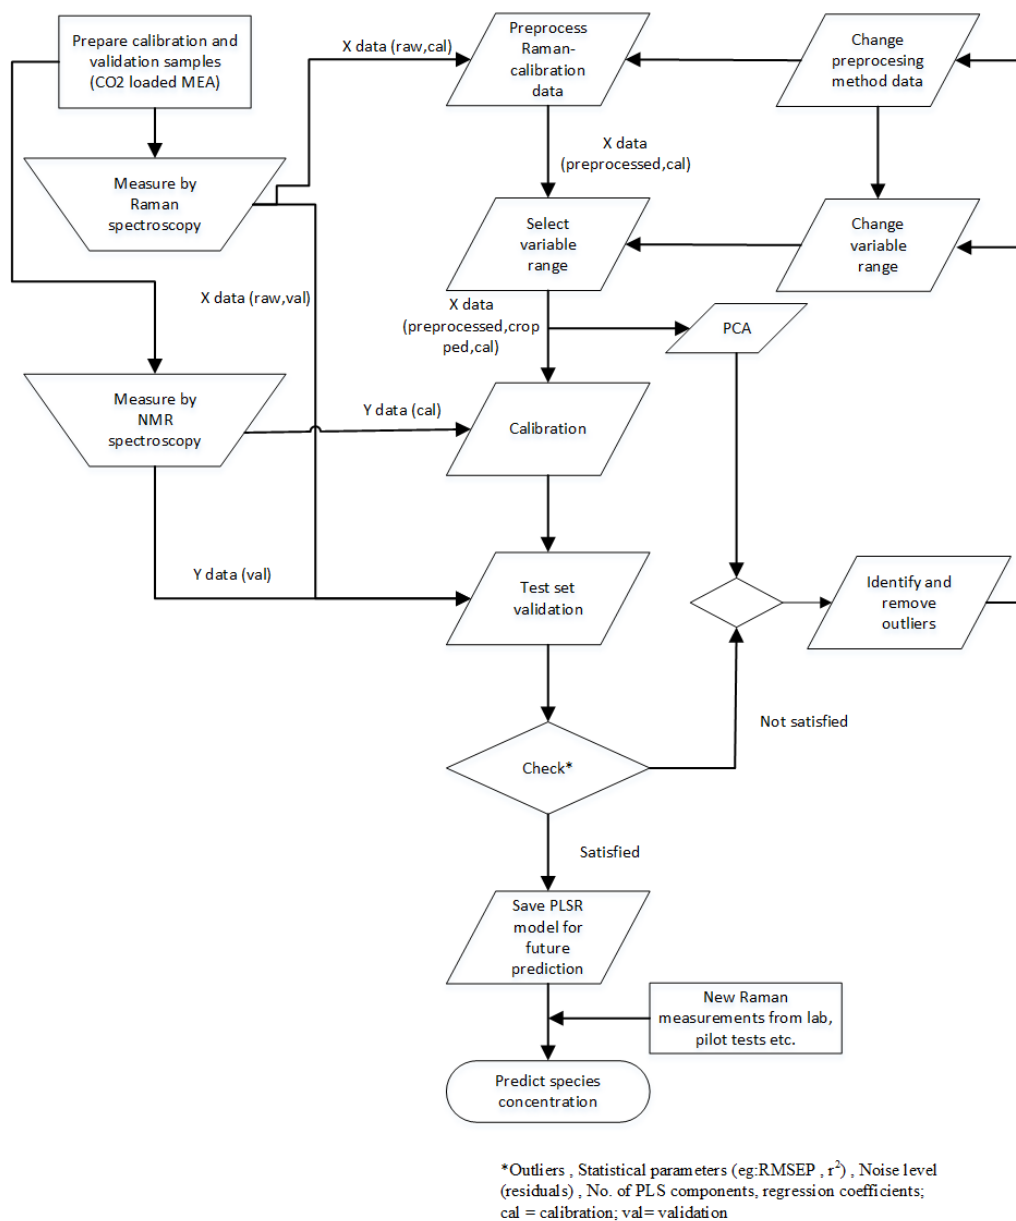 Prepare calibration and
validation samples
(CO2 loaded MEA)
X data (raw,cal)
Preprocess
Raman-
calibration
data
Change
preprocesing
method data
Measure by
Raman
spectroscopy
X data
(preprocessed,cal)
Select
variable
range
Change
variable
range
X data (raw,val)
X data
(preprocessed,crop
ped,cal)
PCA
Measure by
NMR
spectroscopy
Y data (cal)
Calibration
Y data (val)
Test set
validation
Identify and
remove
outliers
Not satisfied
Check*
Satisfied
Save PLSR
model for
future
prediction
New Raman
measurements from lab,
pilot tests etc.
Predict species
concentration
*Outliers , Statistical parameters (eg:RMSEP , r²) , Noise level
(residuals) , No. of PLS components, regression coefficients;
cal = calibration; val= validation